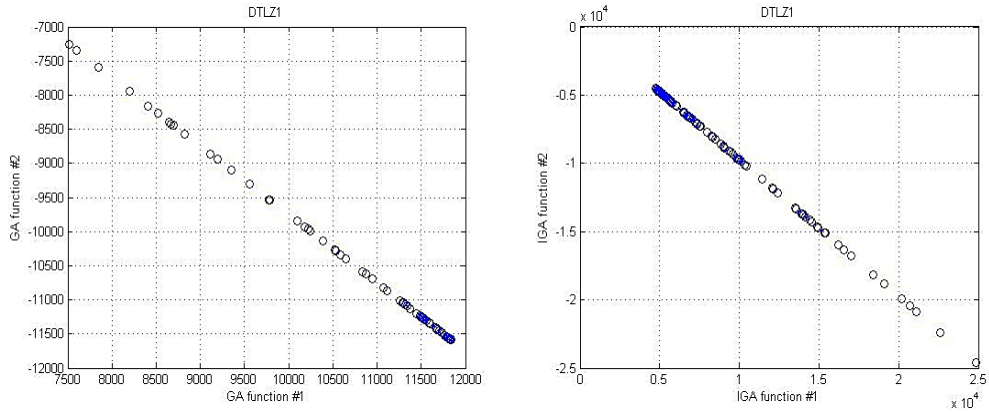 DTLZ1
-7000
-7500
-8000
-8500
-9000
-9500
-10000
-10500
-11000
-11500
-12000
GA function #2
7500 8000 8500 9000 9500 10000 10500 11000 11500 12000
GA function #1
x 10^4
DTLZ1
0
-0.5
-1
-1.5
-2
-2.5
IGA function #2
0 0.5 1 1.5 2 2.5
IGA function #1
x 10^4